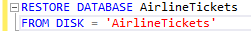 RESTORE DATABASE AirlineTickets
FROM DISK = 'AirlineTickets'